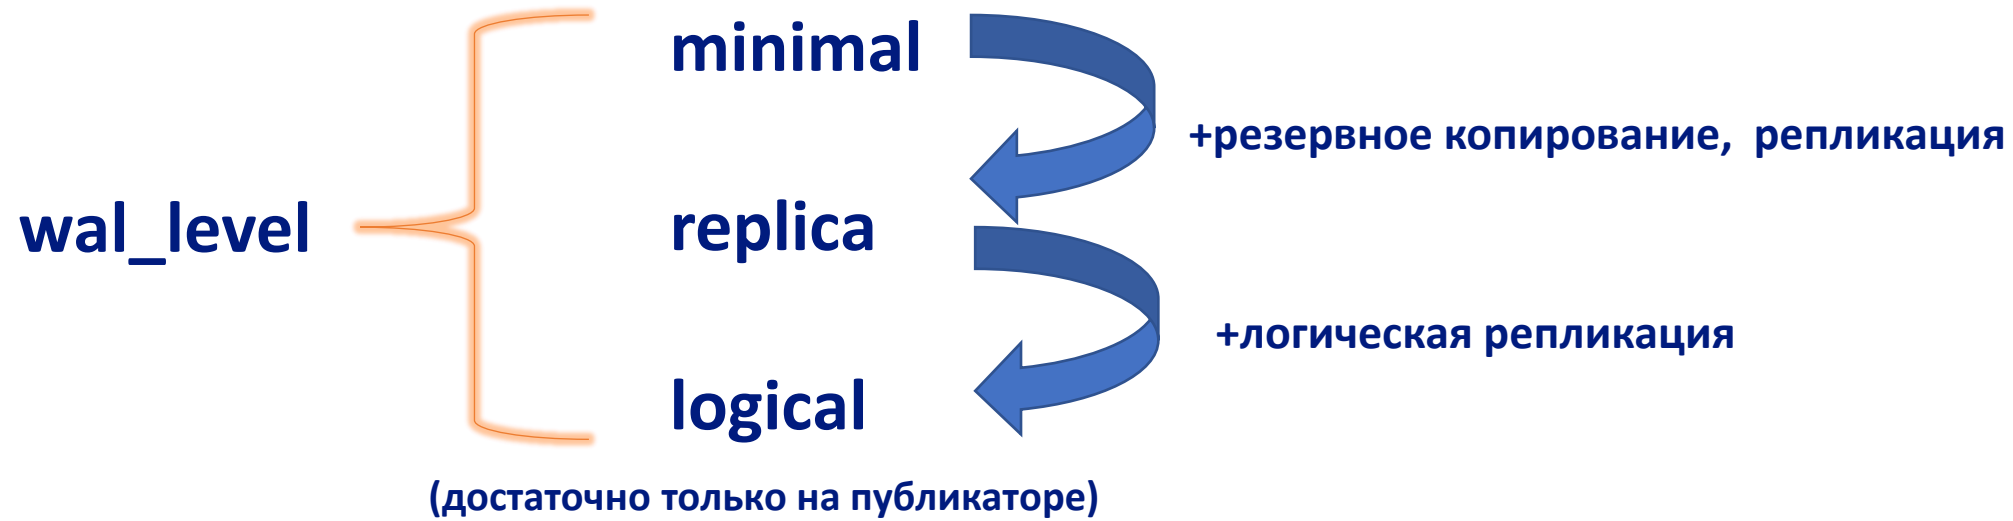 minimal
+резервное копирование, репликация
wal_level
replica
+логическая репликация
logical
(достаточно только на публикаторе)